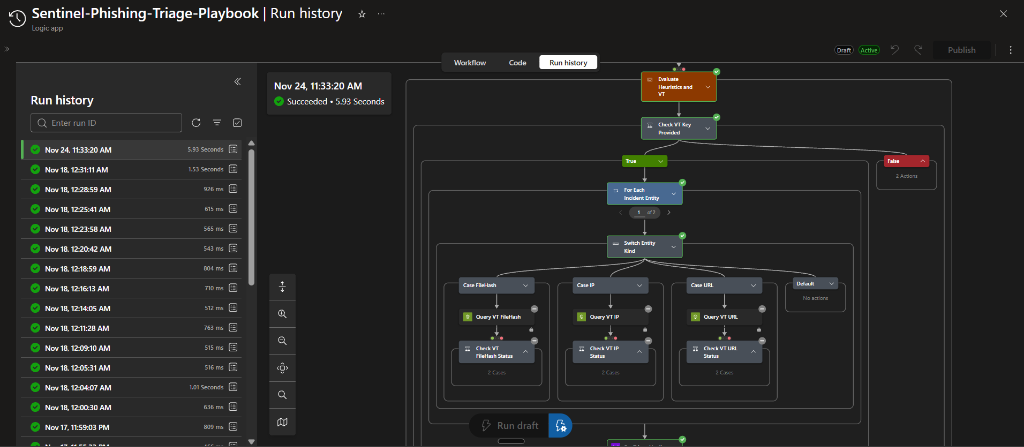 Sentinel-Phishing-Triage-Playbook | Run history
Logic app
Draft
Active
Publish
Workflow
Code
Run history
Run history
Enter run ID
Nov 24, 11:33:20 AM
5.93 Seconds
Nov 18, 12:31:11 AM
1.53 Seconds
Nov 18, 12:28:59 AM
926 ms
Nov 18, 12:25:41 AM
615 ms
Nov 18, 12:23:58 AM
565 ms
Nov 18, 12:20:42 AM
543 ms
Nov 18, 12:18:59 AM
804 ms
Nov 18, 12:16:13 AM
710 ms
Nov 18, 12:14:05 AM
512 ms
Nov 18, 12:11:28 AM
763 ms
Nov 18, 12:09:10 AM
515 ms
Nov 18, 12:05:31 AM
516 ms
Nov 18, 12:04:07 AM
1.01 Seconds
Nov 18, 12:00:30 AM
636 ms
Nov 17, 11:59:03 PM
809 ms
Nov 24, 11:33:20 AM
Succeeded • 5.93 Seconds
Evaluate
Heuristics and
VT
Check VT Key
Provided
True
False
2 Actions
For Each
Incident Entity
Switch Entity
Kind
Case FileHash
Case IP
Case URL
Default
No actions
Query VT FileHash
Query VT IP
Query VT URL
Check VT
FileHash Status
Check VT IP
Status
Check VT URL
Status
2 Cases
2 Cases
2 Cases
Run draft